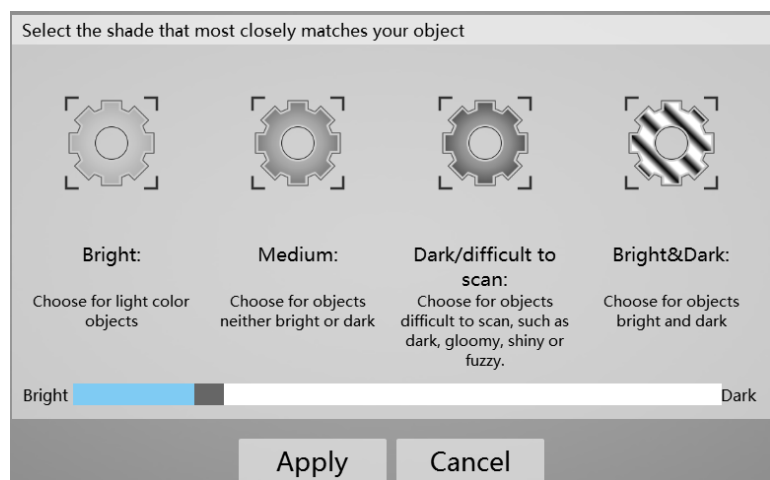 Select the shade that most closely matches your object
Bright:
Choose for light color
objects
Medium:
Choose for objects
neither bright or dark
Dark/difficult to
scan:
Choose for objects
difficult to scan, such as
dark, gloomy, shiny or
fuzzy.
Bright&Dark:
Choose for objects
bright and dark
Bright
Dark
Apply
Cancel